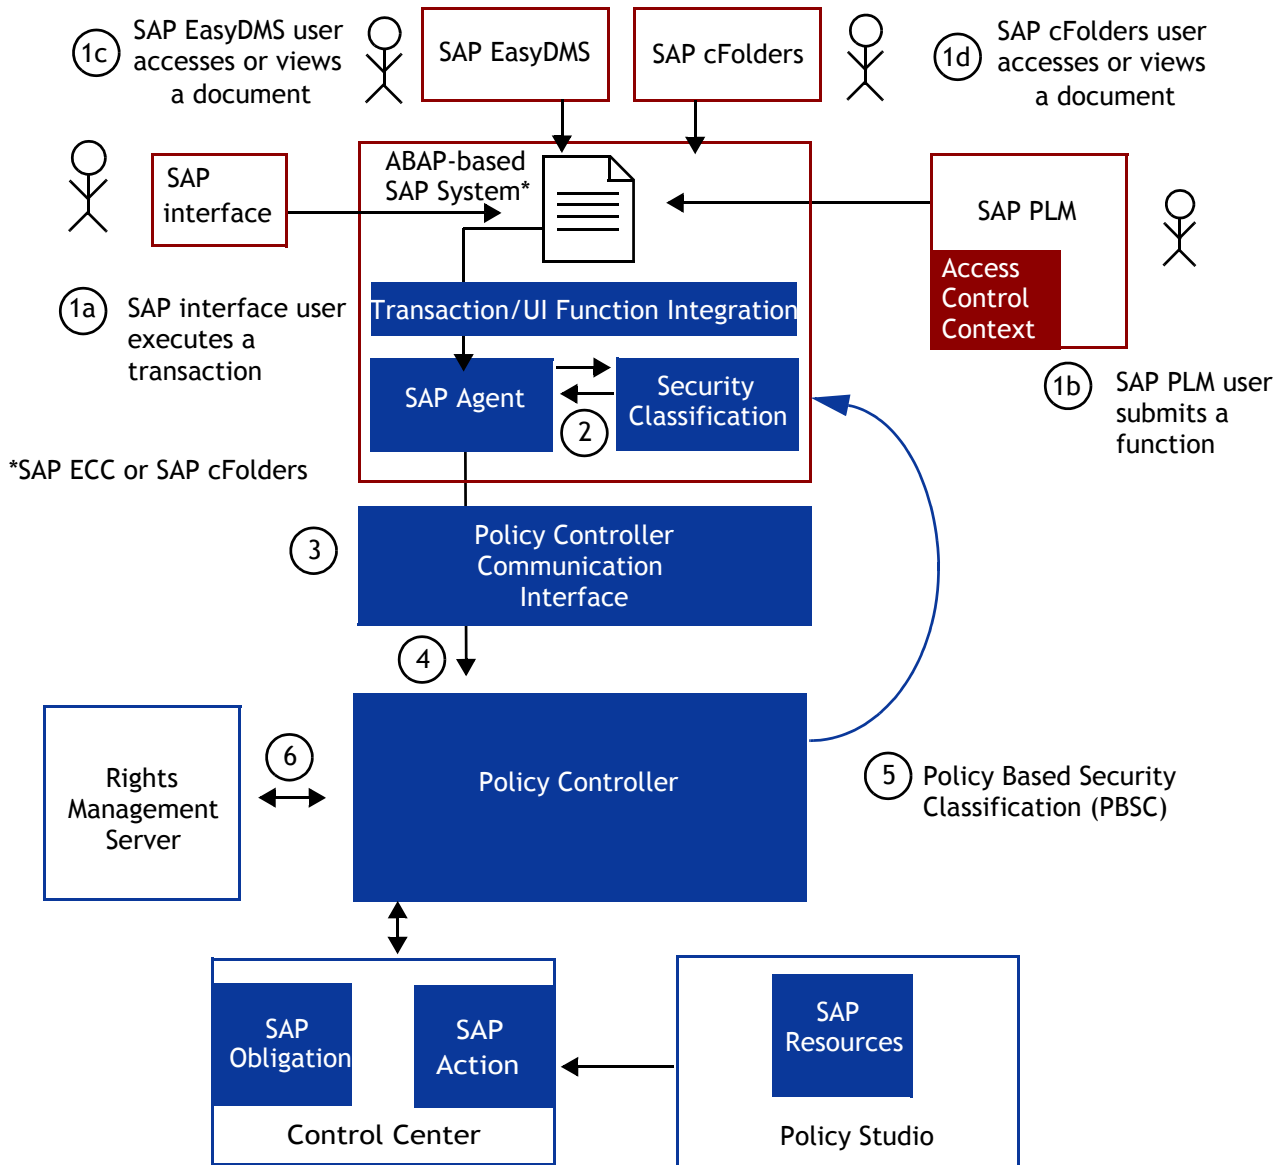 1c
SAP EasyDMS user
accesses or views
a document
SAP EasyDMS
SAP cFolders
1d
SAP cFolders user
accesses or views
a document
SAP
interface
ABAP-based
SAP System*
SAP PLM
Access
Control
Context
1a
SAP interface user
executes a
transaction
Transaction/UI Function Integration
1b
SAP PLM user
submits a
function
SAP Agent
2
Security
Classification
*SAP ECC or SAP cFolders
3
Policy Controller
Communication
Interface
4
Rights
Management
Server
6
Policy Controller
5
Policy Based Security
Classification (PBSC)
SAP
Obligation
SAP
Action
Control Center
SAP
Resources
Policy Studio